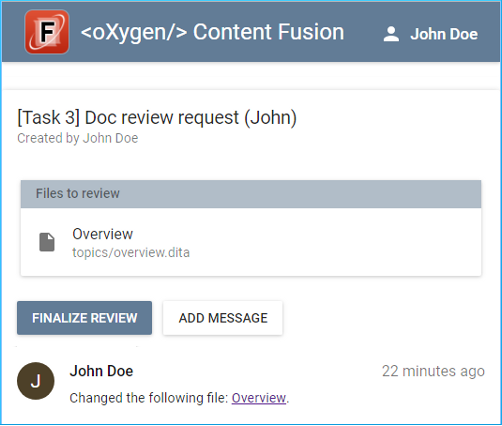 F <oXygen/> Content Fusion John Doe
[Task 3] Doc review request (John)
Created by John Doe
Files to review
Overview
topics/overview.dita
FINALIZE REVIEW ADD MESSAGE
J John Doe 22 minutes ago
Changed the following file: Overview.